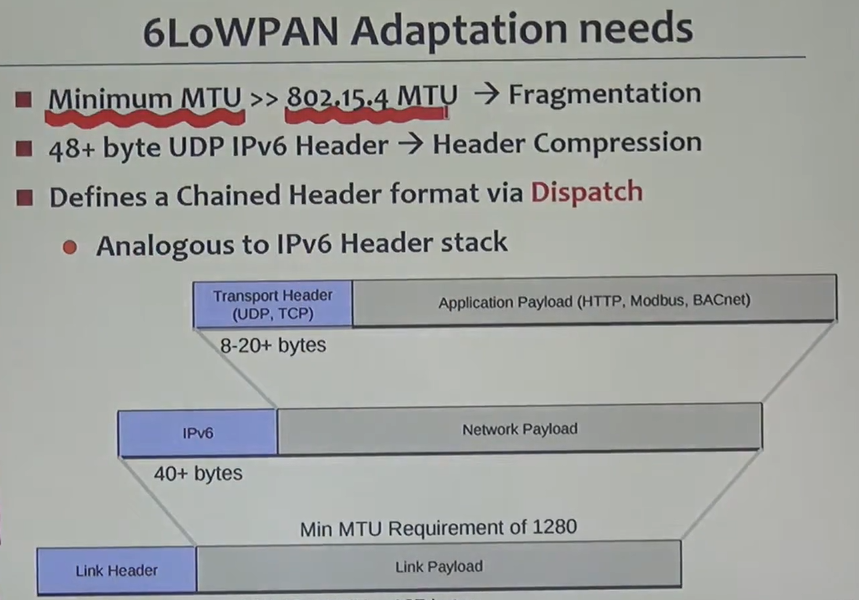 6LoWPAN Adaptation needs
Minimum MTU >> 802.15.4 MTU → Fragmentation
48+ byte UDP IPv6 Header → Header Compression
Defines a Chained Header format via Dispatch
Analogous to IPv6 Header stack
Transport Header
(UDP, TCP)
Application Payload (HTTP, Modbus, BACnet)
8-20+ bytes
IPv6
Network Payload
40+ bytes
Min MTU Requirement of 1280
Link Header
Link Payload